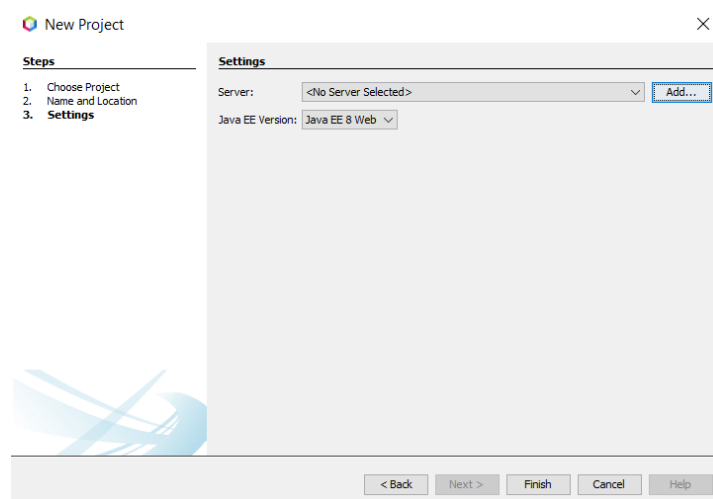 New Project
Steps
1. Choose Project
2. Name and Location
3. Settings
Settings
Server: <No Server Selected> Add...
Java EE Version: Java EE 8 Web
< Back Next > Finish Cancel Help